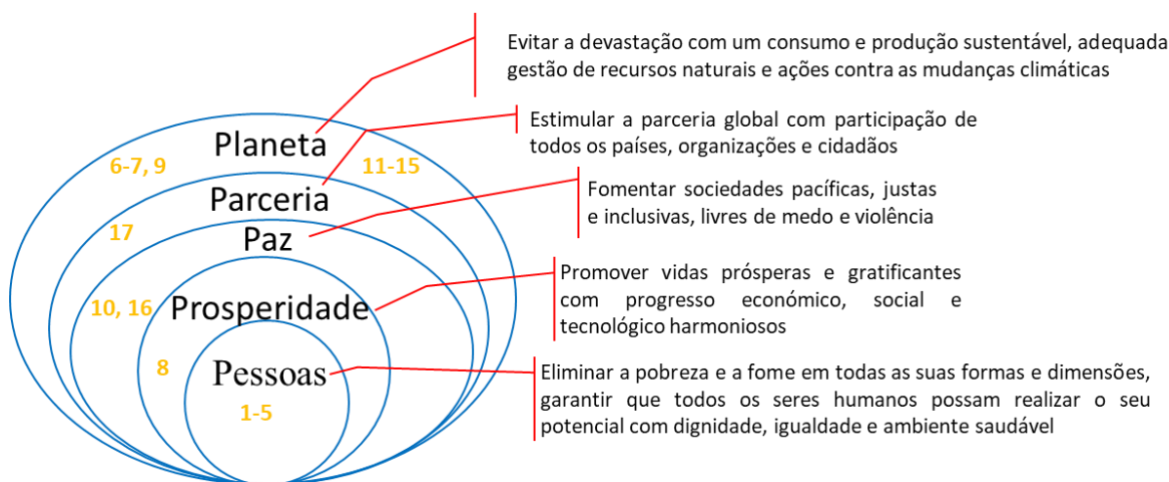 Evitar a devastação com um consumo e produção sustentável, adequada
gestão de recursos naturais e ações contra as mudanças climáticas
Estimular a parceria global com participação de
todos os países, organizações e cidadãos
Fomentar sociedades pacíficas, justas
e inclusivas, livres de medo e violência
Promover vidas prósperas e gratificantes
com progresso económico, social e
tecnológico harmoniosos
Eliminar a pobreza e a fome em todas as suas formas e dimensões,
garantir que todos os seres humanos possam realizar o seu
potencial com dignidade, igualdade e ambiente saudável
Planeta
6-7, 9
11-15
Parceria
17
Paz
10, 16
Prosperidade
8
Pessoas
1-5